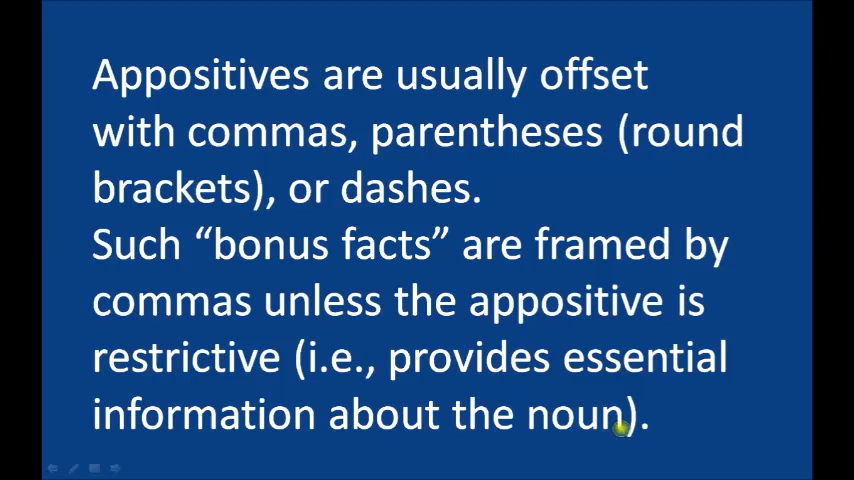 Appositives are usually offset
with commas, parentheses (round
brackets), or dashes.
Such “bonus facts” are framed by
commas unless the appositive is
restrictive (i.e., provides essential
information about the noun).